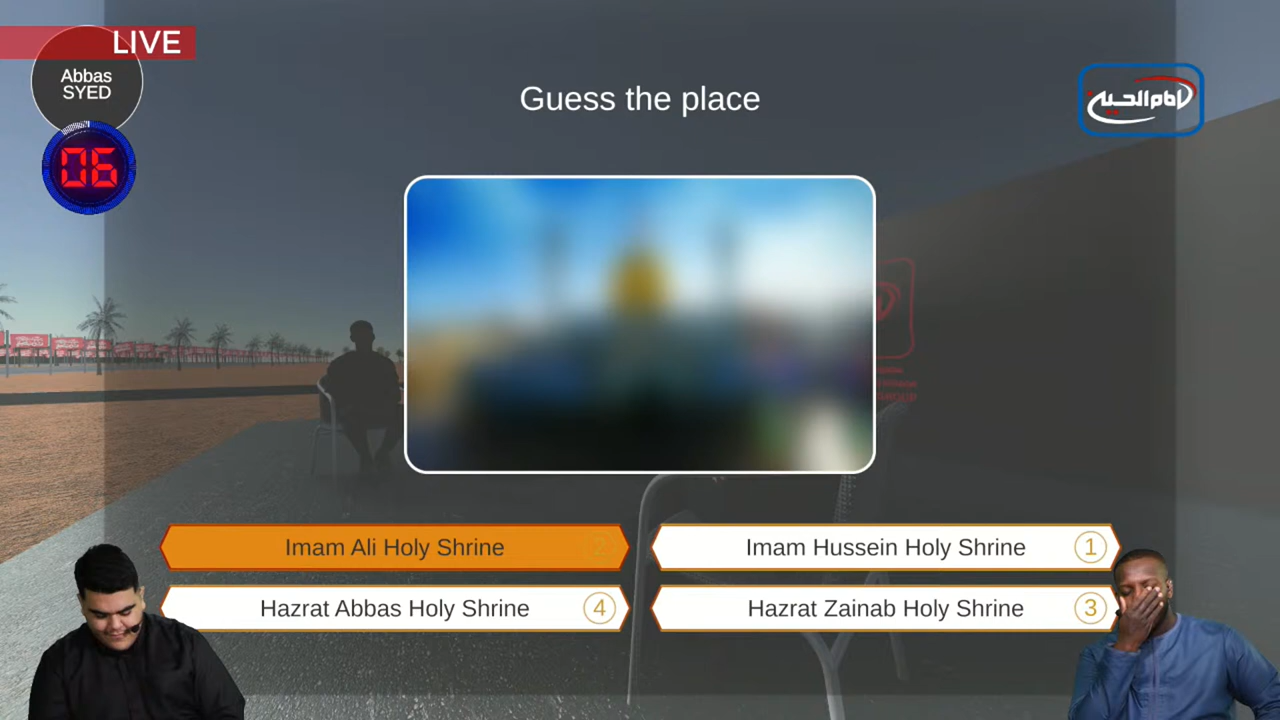 LIVE
Abbas
SYED
06
Guess the place
امام الحسین
Imam Ali Holy Shrine 2
Imam Hussein Holy Shrine 1
Hazrat Abbas Holy Shrine 4
Hazrat Zainab Holy Shrine 3